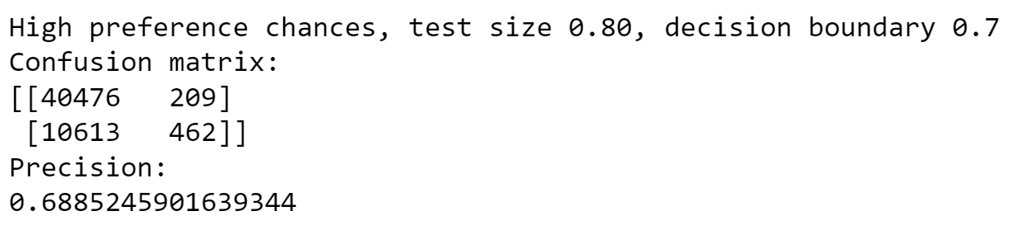 High preference chances, test size 0.80, decision boundary 0.7
Confusion matrix:
[[40476   209]
 [10613   462]]
Precision:
0.6885245901639344